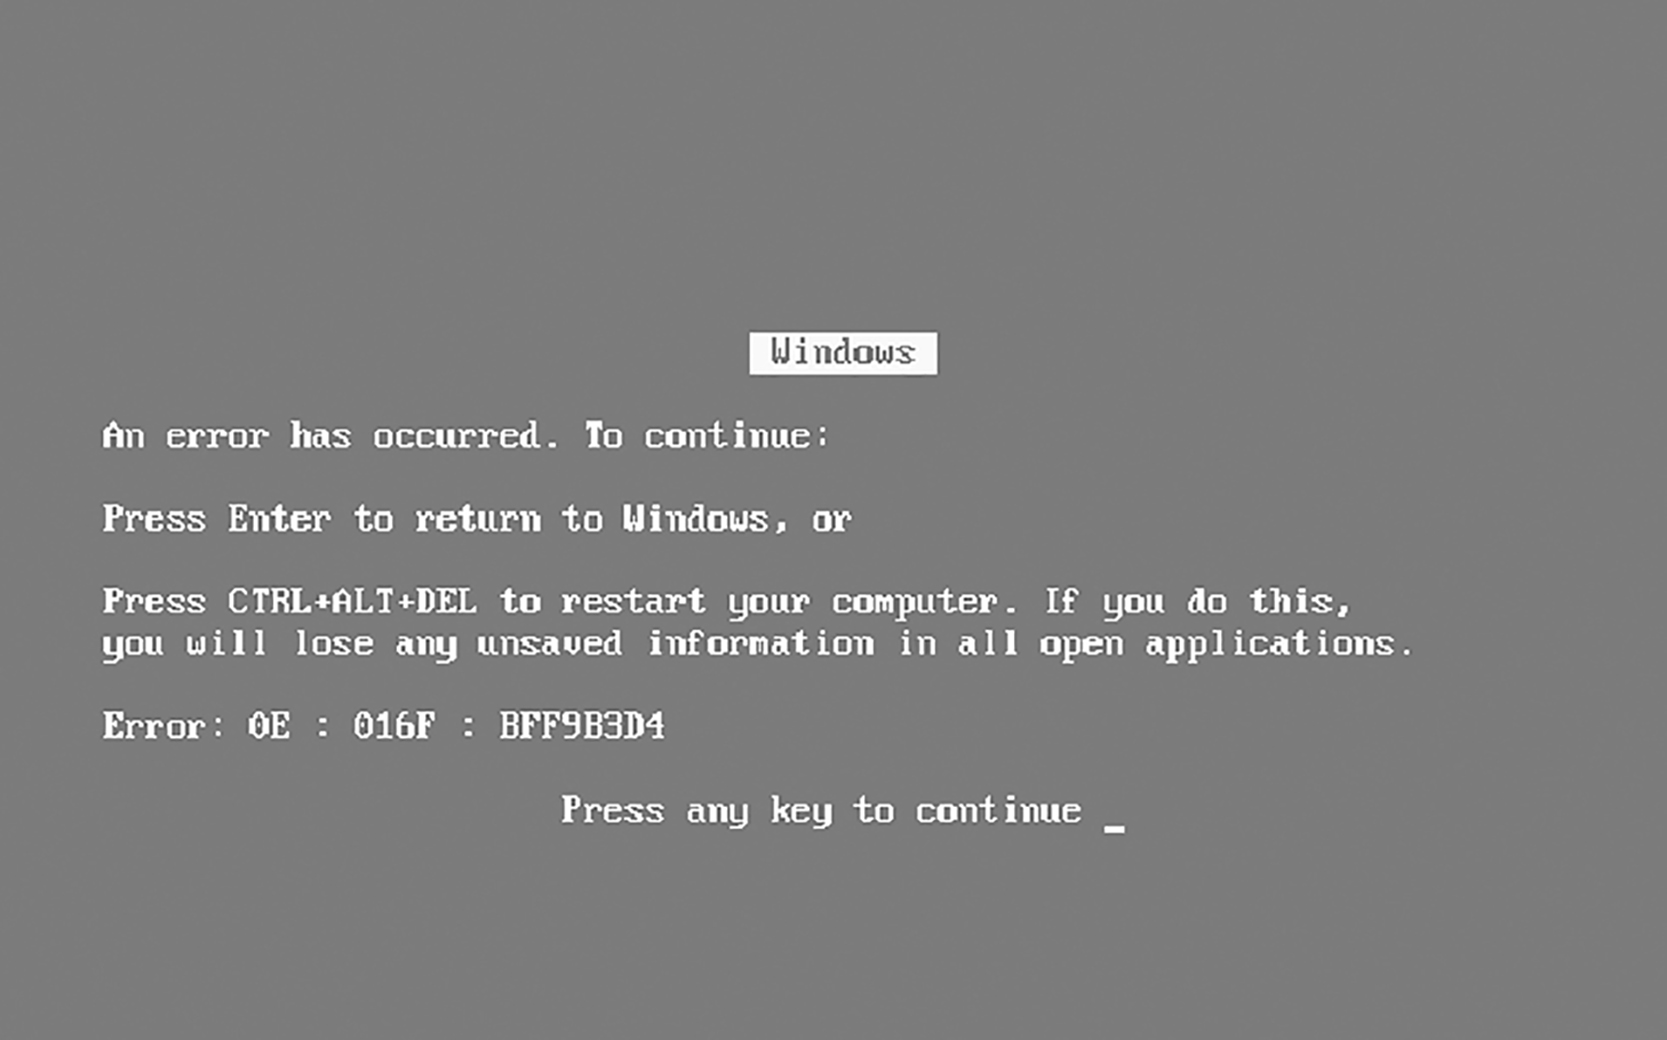 Windows
An error has occurred. To continue:
Press Enter to return to Windows, or
Press CTRL+ALT+DEL to restart your computer. If you do this,
you will lose any unsaved information in all open applications.
Error: 0E : 016F : BFF9B3D4
Press any key to continue _